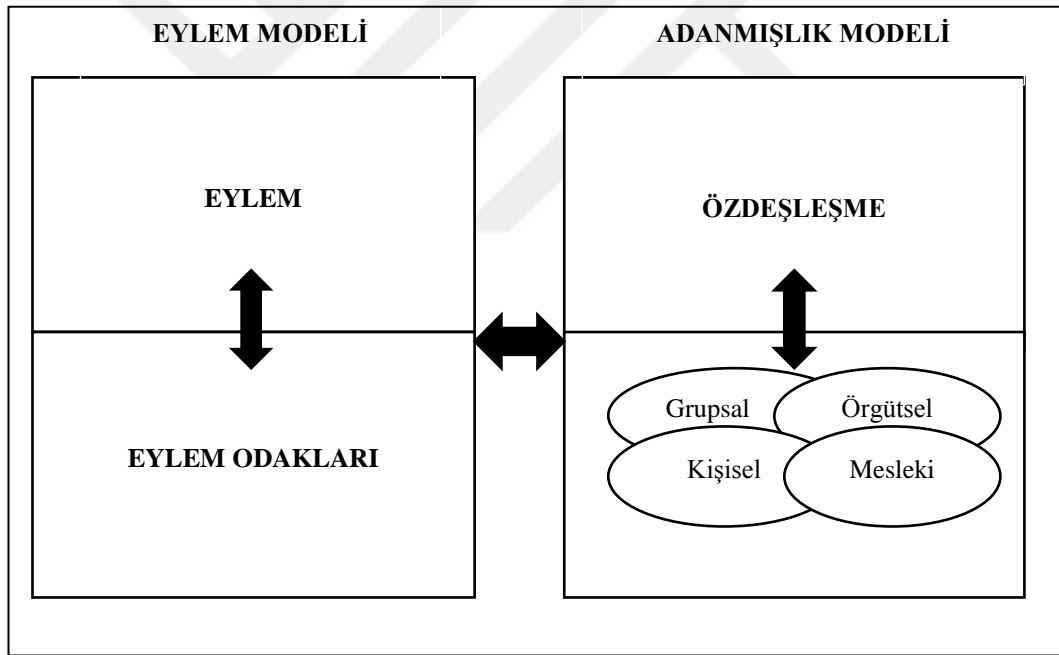 EYLEM MODELİ
ADANMIŞLIK MODELİ
EYLEM
ÖZDEŞLEŞME
EYLEM ODAKLARI
Grupsal
Örgütsel
Kişisel
Mesleki